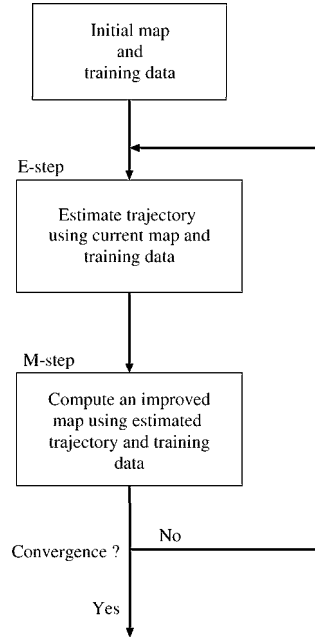 Initial map
and
training data
E-step
Estimate trajectory
using current map and
training data
M-step
Compute an improved
map using estimated
trajectory and training
data
No
Convergence ?
Yes